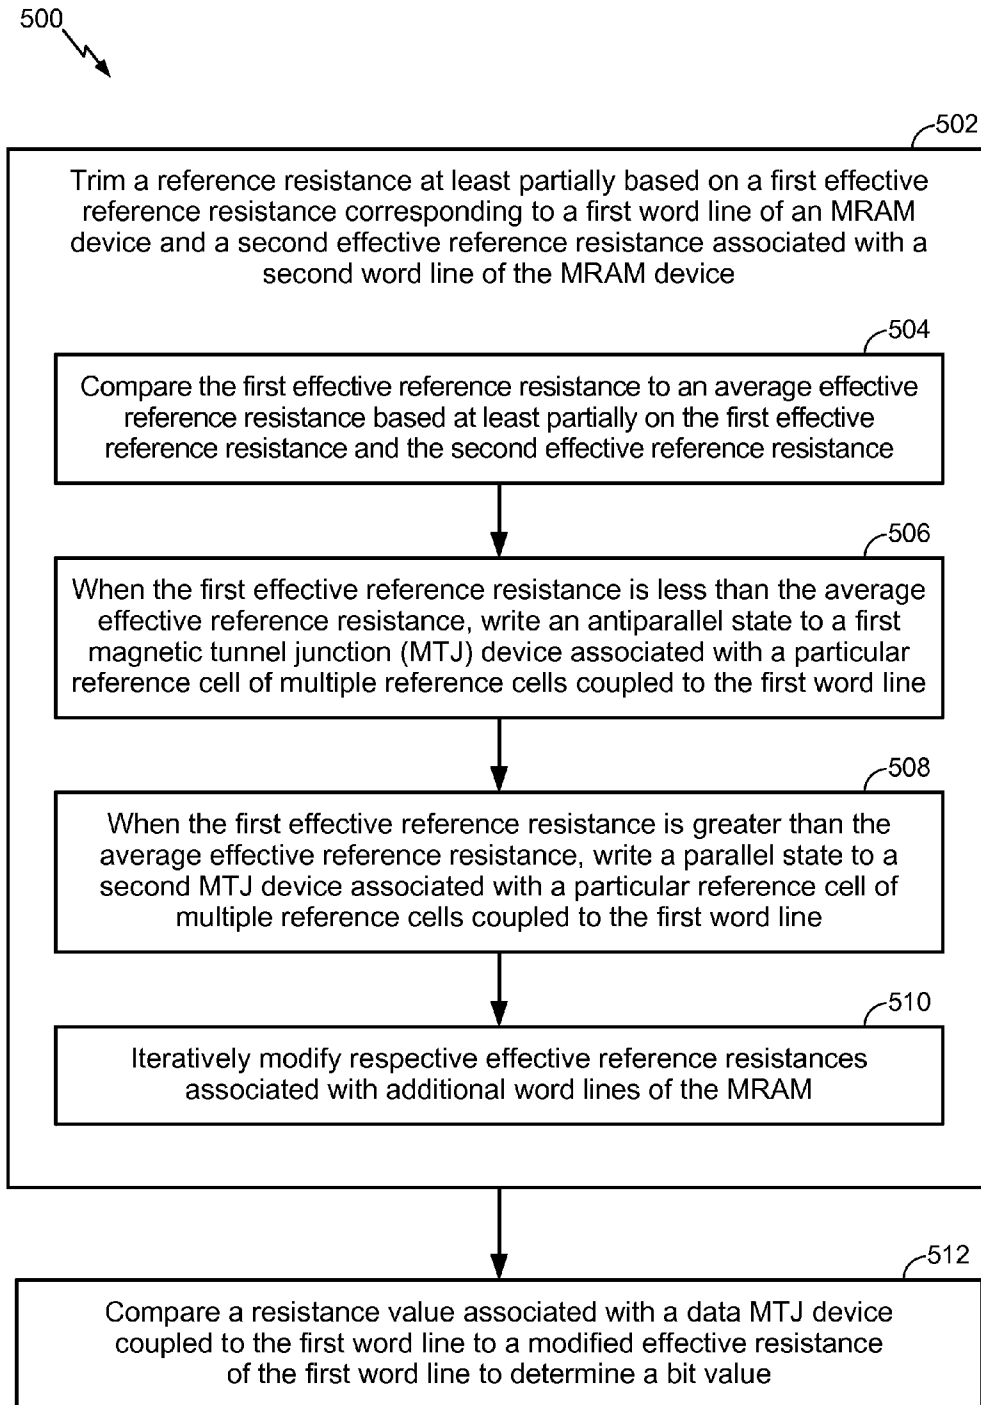 500
502
Trim a reference resistance at least partially based on a first effective
reference resistance corresponding to a first word line of an MRAM
device and a second effective reference resistance associated with a
second word line of the MRAM device
504
Compare the first effective reference resistance to an average effective
reference resistance based at least partially on the first effective
reference resistance and the second effective reference resistance
506
When the first effective reference resistance is less than the average
effective reference resistance, write an antiparallel state to a first
magnetic tunnel junction (MTJ) device associated with a particular
reference cell of multiple reference cells coupled to the first word line
508
When the first effective reference resistance is greater than the
average effective reference resistance, write a parallel state to a
second MTJ device associated with a particular reference cell of
multiple reference cells coupled to the first word line
510
Iteratively modify respective effective reference resistances
associated with additional word lines of the MRAM
512
Compare a resistance value associated with a data MTJ device
coupled to the first word line to a modified effective resistance
of the first word line to determine a bit value